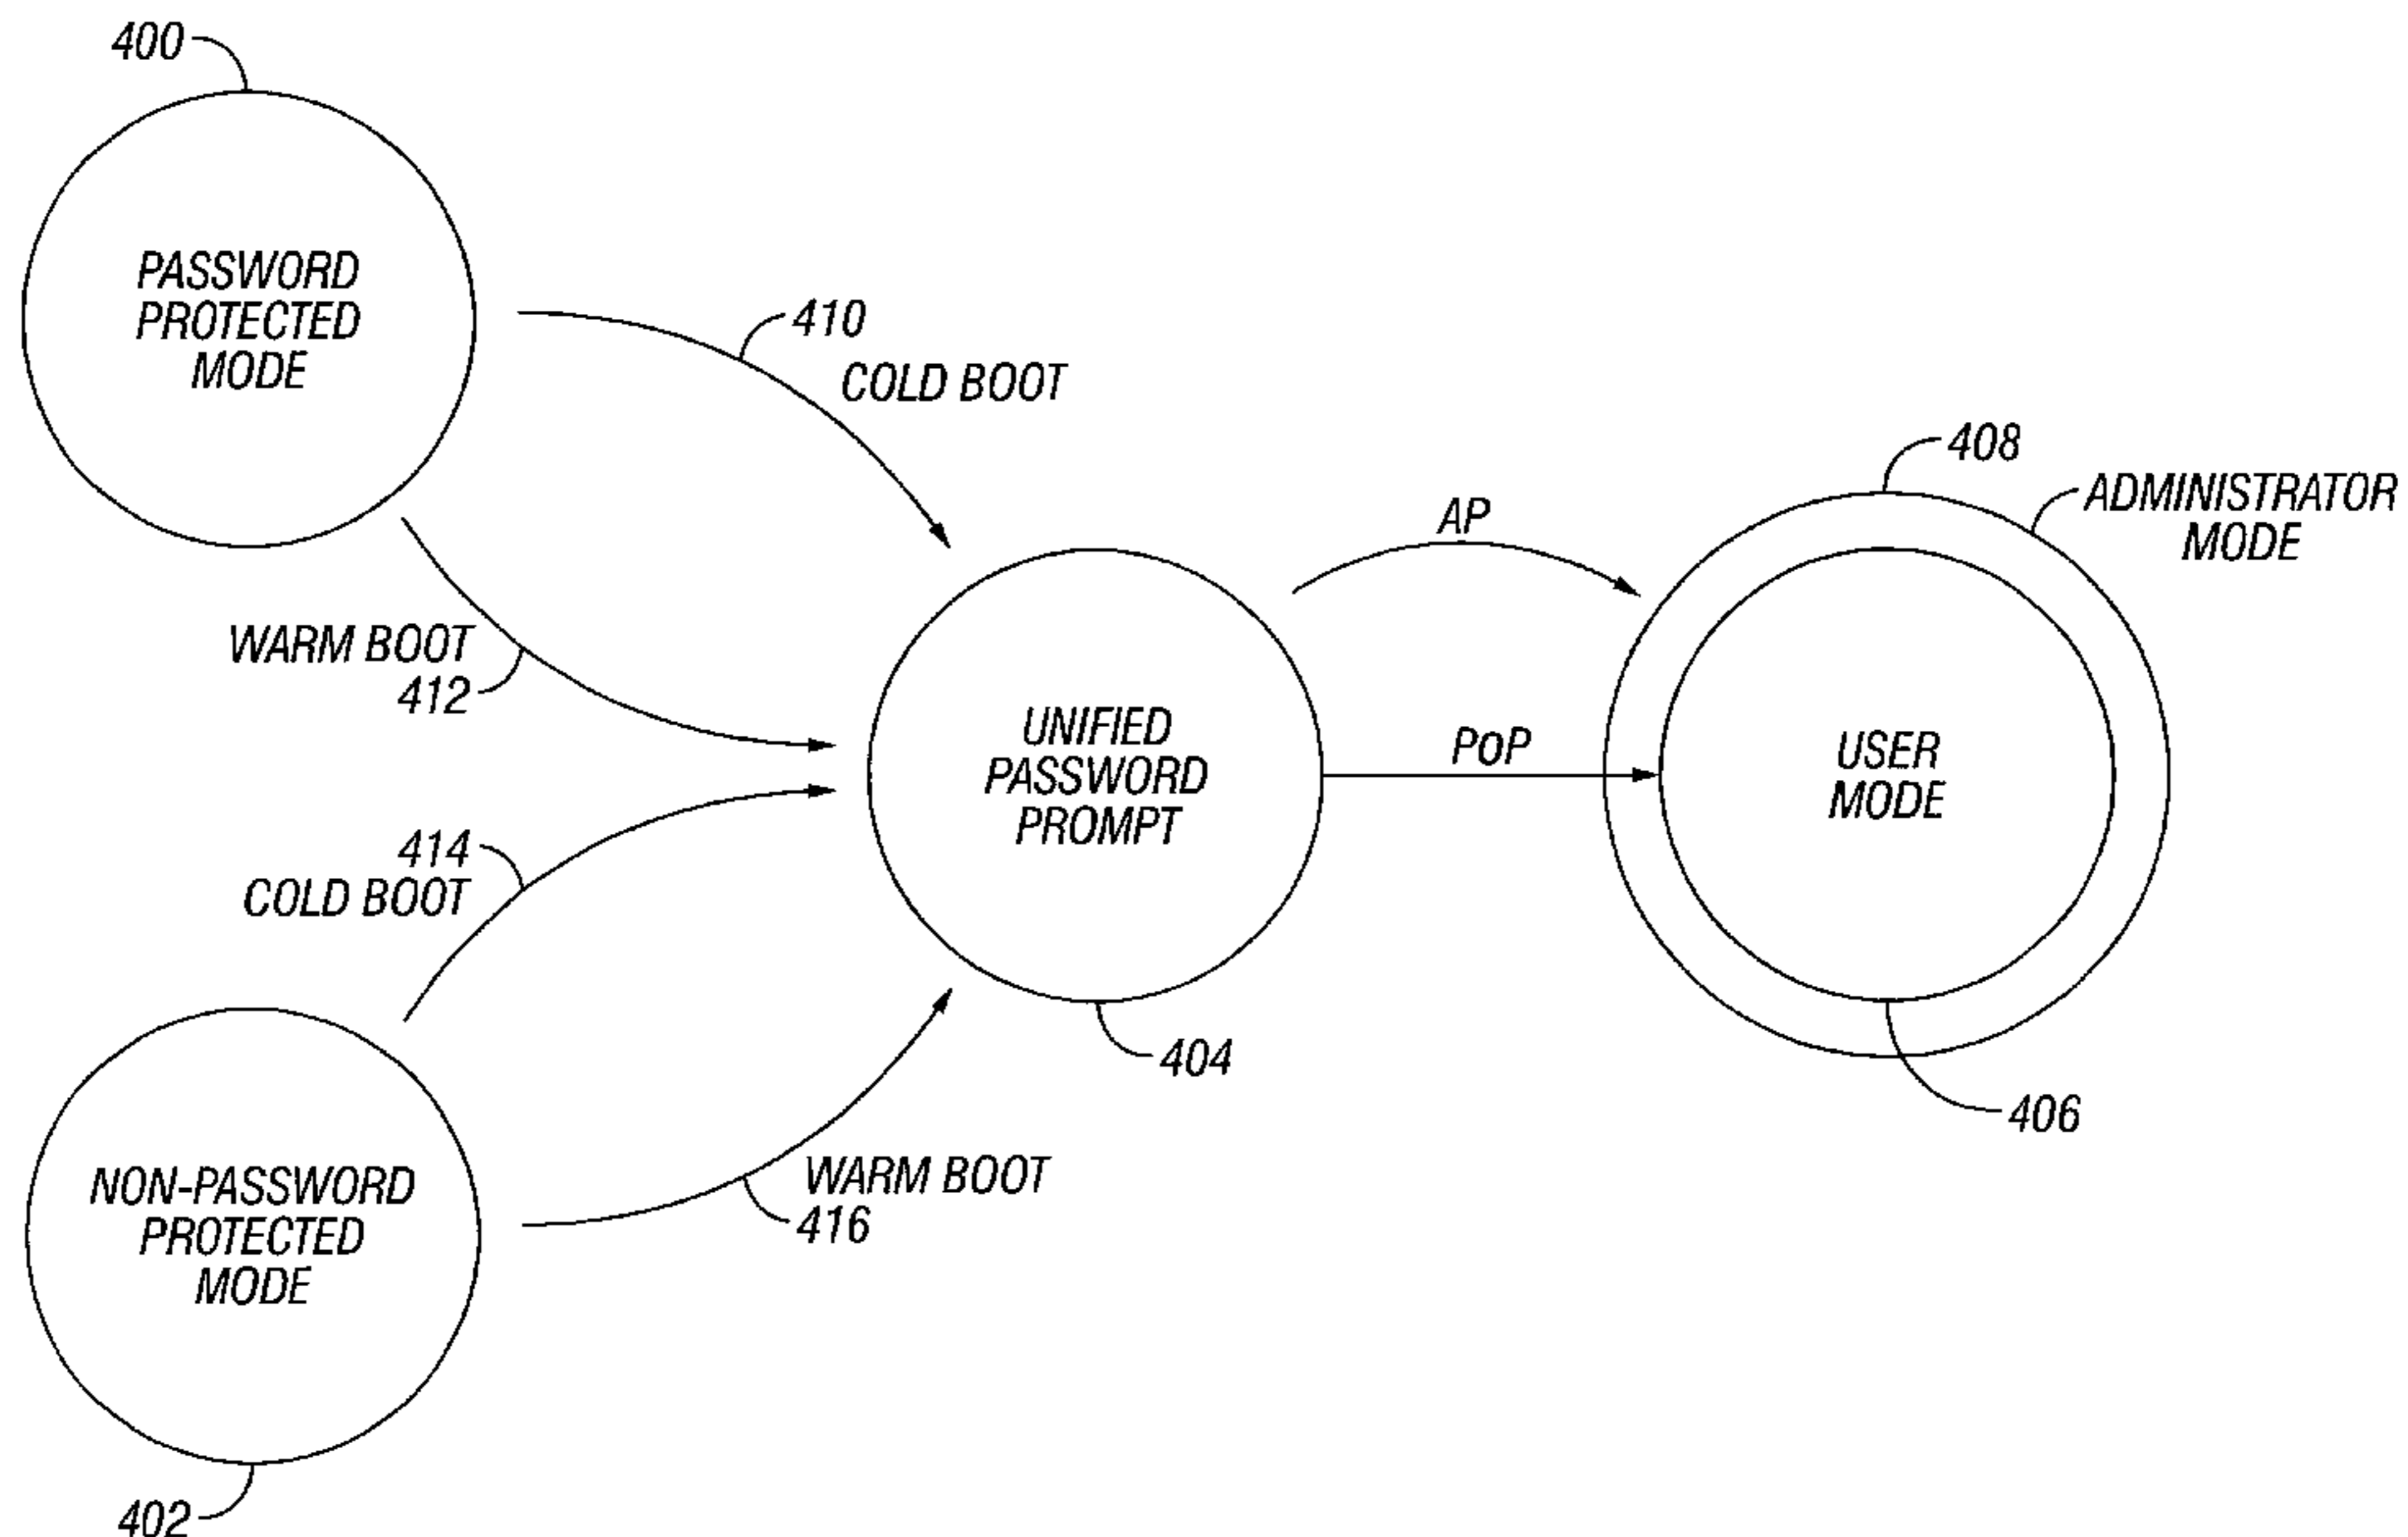 400
PASSWORD
PROTECTED
MODE
410
COLD BOOT
WARM BOOT
412
414
COLD BOOT
NON-PASSWORD
PROTECTED
MODE
402
WARM BOOT
416
UNIFIED
PASSWORD
PROMPT
404
AP
POP
408
ADMINISTRATOR
MODE
USER
MODE
406